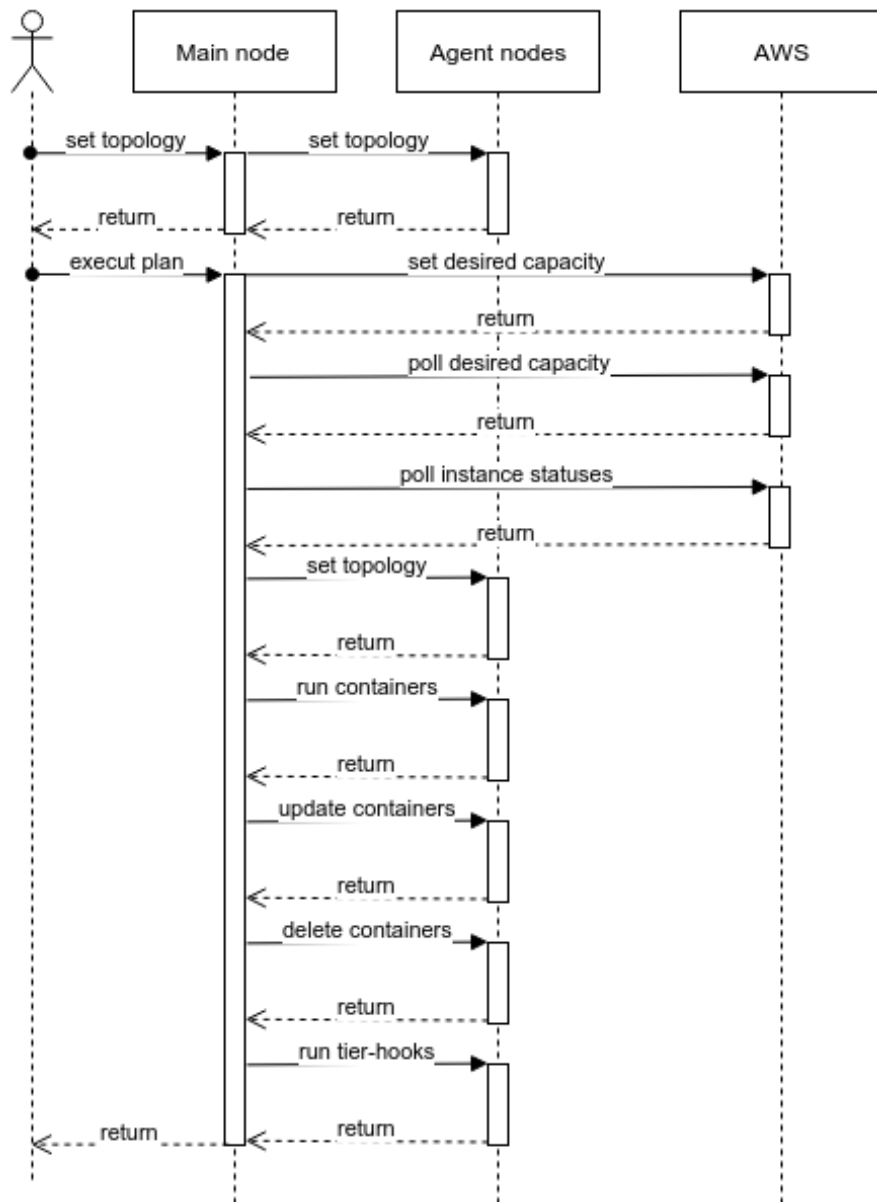 Main node
Agent nodes
AWS
set topology
set topology
return
return
execut plan
set desired capacity
return
poll desired capacity
return
poll instance statuses
return
set topology
return
run containers
return
update containers
return
delete containers
return
run tier-hooks
return
return